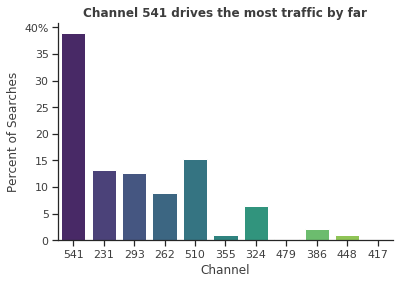 Channel 541 drives the most traffic by far
40%
35
30
25
20
15
10
5
0
Percent of Searches
541 231 293 262 510 355 324 479 386 448 417
Channel